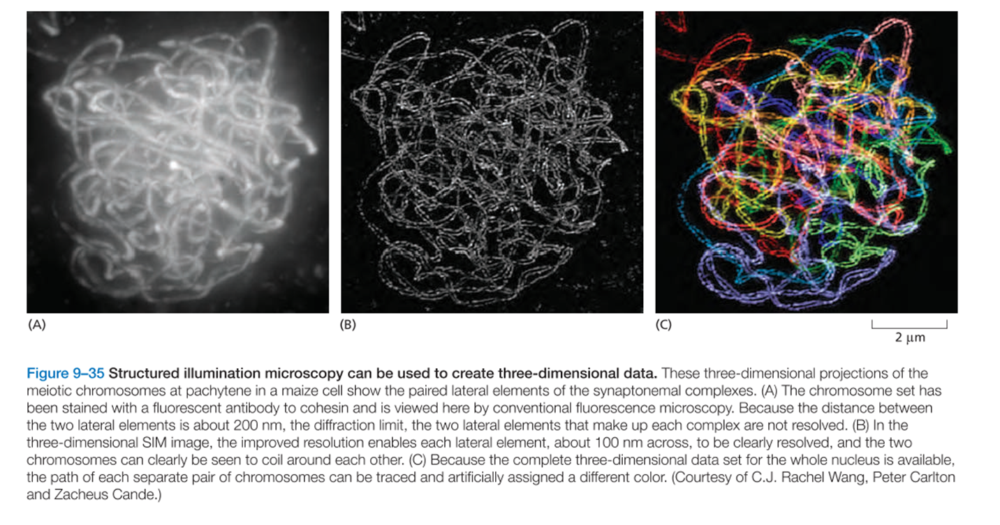 (A)
(B)
(C)
2 μm
Figure 9–35 Structured illumination microscopy can be used to create three-dimensional data. These three-dimensional projections of the
meiotic chromosomes at pachytene in a maize cell show the paired lateral elements of the synaptonemal complexes. (A) The chromosome set has
been stained with a fluorescent antibody to cohesin and is viewed here by conventional fluorescence microscopy. Because the distance between
the two lateral elements is about 200 nm, the diffraction limit, the two lateral elements that make up each complex are not resolved. (B) In the
three-dimensional SIM image, the improved resolution enables each lateral element, about 100 nm across, to be clearly resolved, and the two
chromosomes can clearly be seen to coil around each other. (C) Because the complete three-dimensional data set for the whole nucleus is available,
the path of each separate pair of chromosomes can be traced and artificially assigned a different color. (Courtesy of C.J. Rachel Wang, Peter Carlton
and Zacheus Cande.)